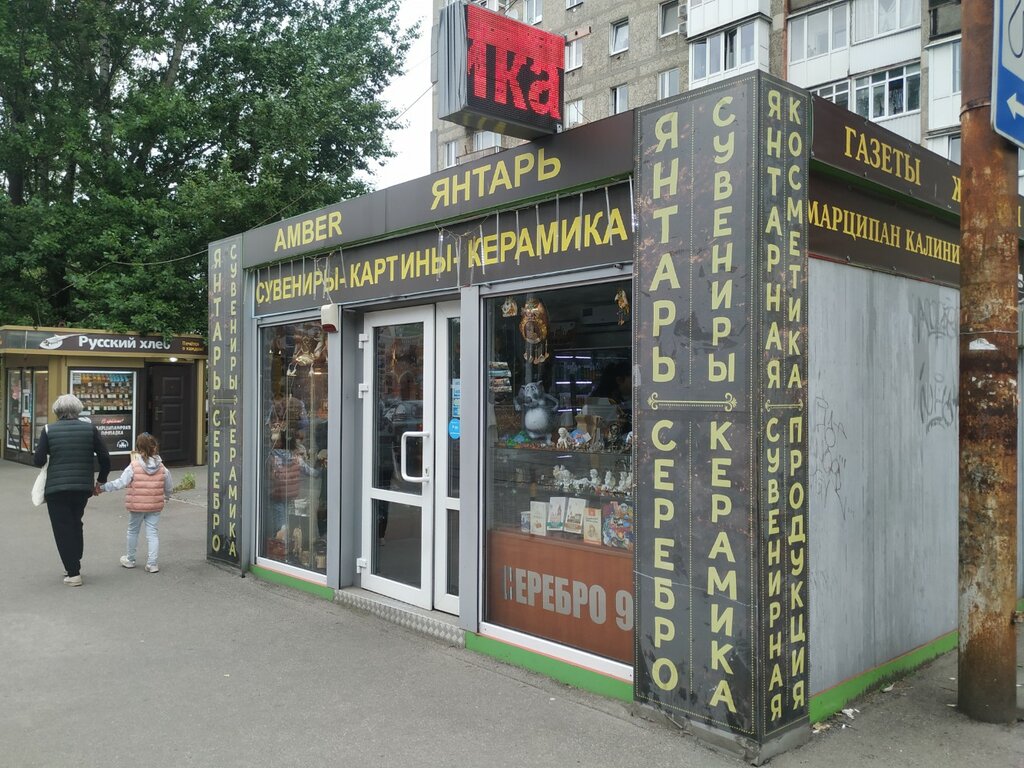 ика
AMBER
ЯНТАРЬ
СУВЕНИРЫ-КАРТИНЫ-КЕРАМИКА
ЯНТАРЬ СЕРЕБРО
СУВЕНИРЫ КЕРАМИКА
ЯНТАРЬ СЕРЕБРО
СУВЕНИРЫ КЕРАМИКА
ЯНТАРНАЯ СУВЕНИРНАЯ
КОСМЕТИКА ПРОДУКЦИЯ
ГАЗЕТЫ Ж
МАРЦИПАН КАЛИНИ
СЕРЕБРО 9
Русский хлеб